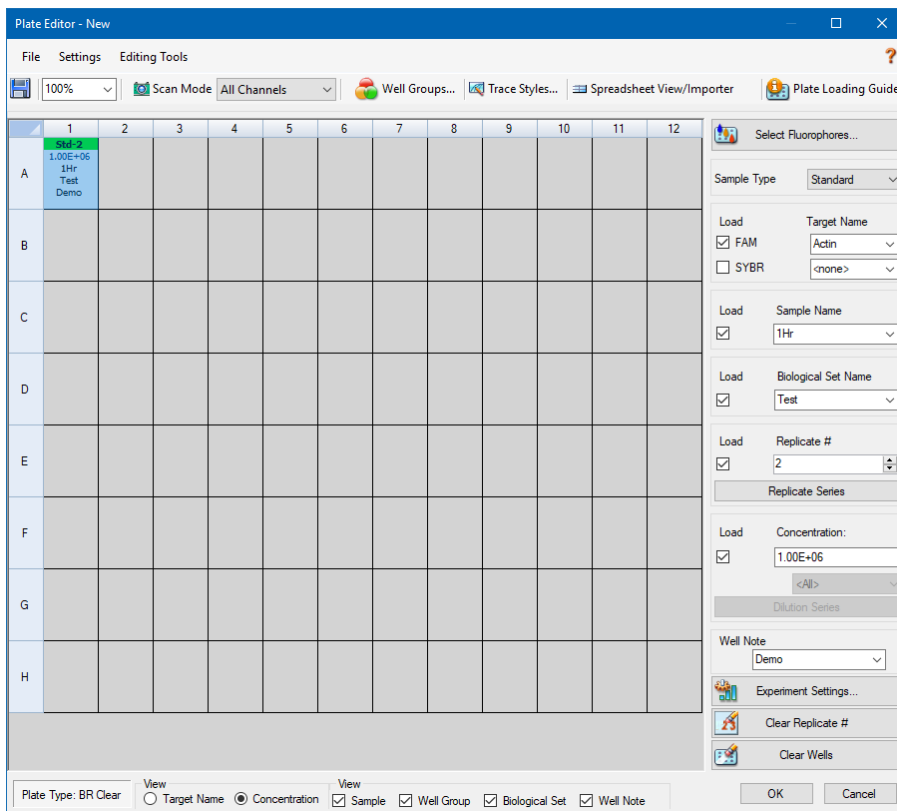 Plate Editor - New
File Settings Editing Tools ?
100% Scan Mode All Channels Well Groups... Trace Styles... Spreadsheet View/Importer Plate Loading Guide
1 2 3 4 5 6 7 8 9 10 11 12
A
Std-2
1.00E+06
1Hr
Test
Demo
B
C
D
E
F
G
H
Select Fluorophores...
Sample Type Standard
Load Target Name
FAM Actin
SYBR <none>
Load Sample Name
1Hr
Load Biological Set Name
Test
Load Replicate #
2
Replicate Series
Load Concentration:
1.00E+06
<All>
Dilution Series
Well Note
Demo
Experiment Settings...
Clear Replicate #
Clear Wells
Plate Type: BR Clear
View
Target Name Concentration
View
Sample Well Group Biological Set Well Note
OK Cancel